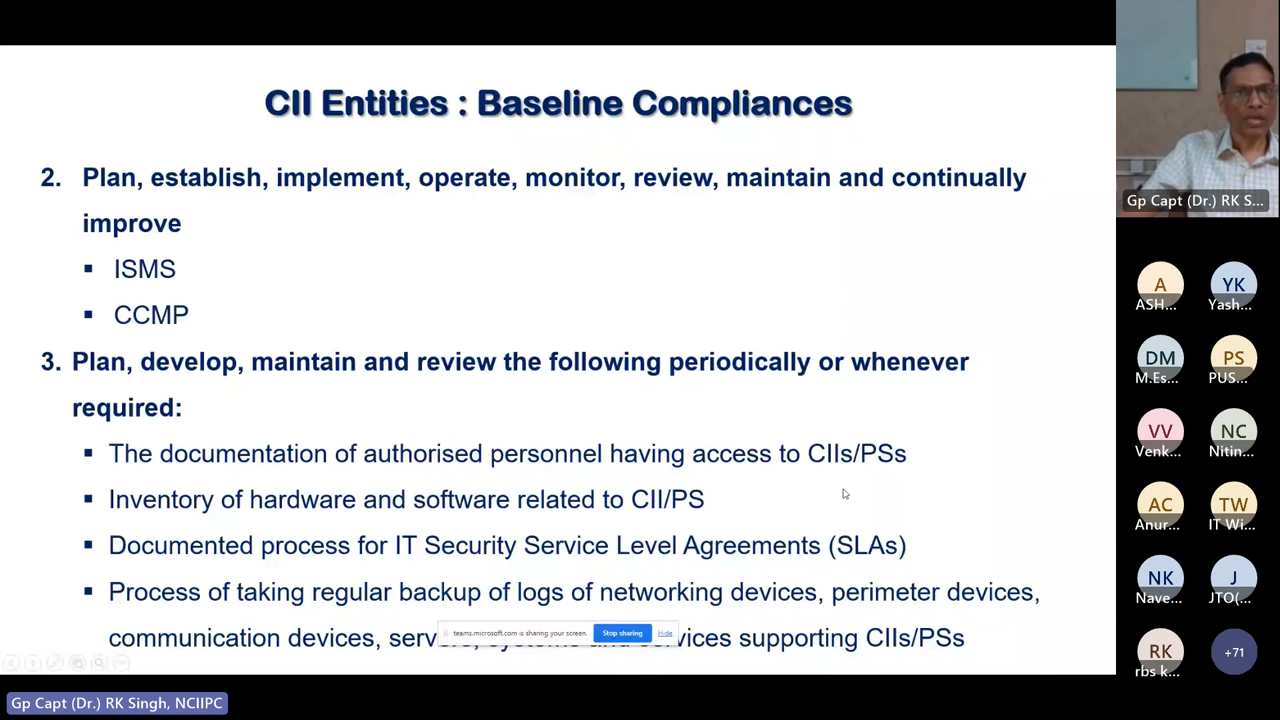 CII Entities : Baseline Compliances
2. Plan, establish, implement, operate, monitor, review, maintain and continually
improve
▪ ISMS
▪ CCMP
3. Plan, develop, maintain and review the following periodically or whenever
required:
▪ The documentation of authorised personnel having access to CIIs/PSs
▪ Inventory of hardware and software related to CII/PS
▪ Documented process for IT Security Service Level Agreements (SLAs)
▪ Process of taking regular backup of logs of networking devices, perimeter devices,
communication devices, supporting CIIs/PSs
teams.microsoft.com is sharing your screen.
Stop sharing
Hide
Gp Capt (Dr.) RK Singh, NCIIPC
Gp Capt (Dr.) RK S...
A
ASH...
YK
Yash...
DM
M.Es...
PS
PUS...
VV
Venk...
NC
Nitin...
AC
Anur...
TW
IT Wi...
NK
Nave...
J
JTO(...
RK
rbs k...
+71